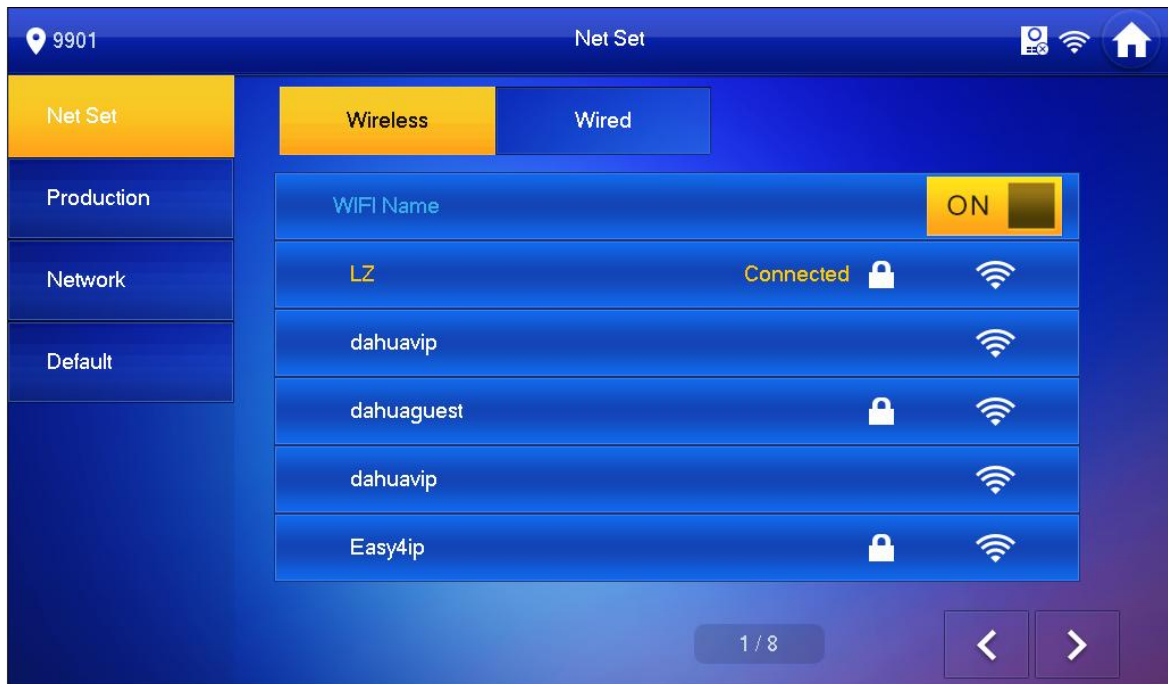 9901
Net Set
Net Set
Wireless
Wired
Production
WIFI Name
ON
Network
LZ
Connected
dahuavip
Default
dahuaguest
dahuavip
Easy4ip
1 / 8